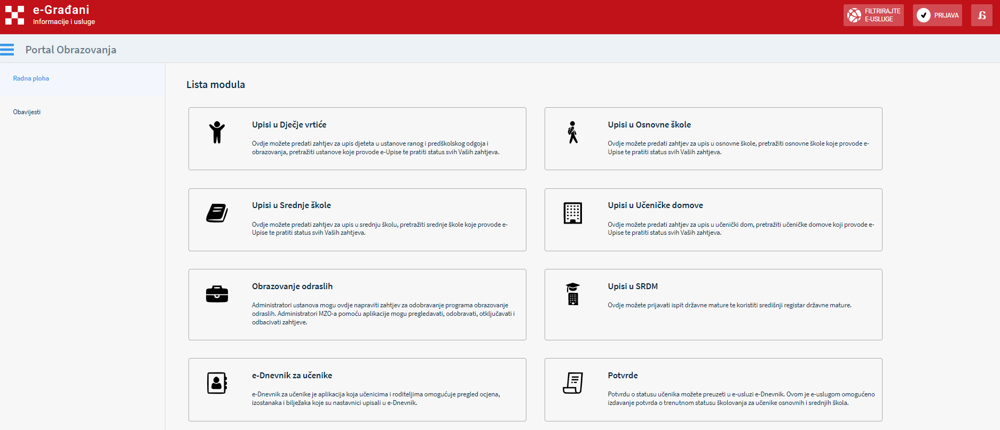 e-Građani
Informacije i usluge
FILTRIRAJTE
E-USLUGE
PRIJAVA
Portal Obrazovanja
Radna ploha
Obavijesti
Lista modula
Upisi u Dječje vrtiće
Ovdje možete predati zahtjev za upis djeteta u ustanove ranog i predškolskog odgoja i
obrazovanja, pretražiti ustanove koje provode e-Upise te pratiti status svih Vaših zahtjeva.
Upisi u Osnovne škole
Ovdje možete predati zahtjev za upis u osnovne škole, pretražiti osnovne škole koje provode e-
Upise te pratiti status svih Vaših zahtjeva.
Upisi u Srednje škole
Ovdje možete predati zahtjev za upis u srednju školu, pretražiti srednje škole koje provode e-
Upise te pratiti status svih Vaših zahtjeva.
Upisi u Učeničke domove
Ovdje možete predati zahtjev za upis u učenički dom, pretražiti učeničke domove koji provode e-
Upise te pratiti status svih Vaših zahtjeva.
Obrazovanje odraslih
Administratori ustanova mogu ovdje napraviti zahtjev za odobravanje programa obrazovanje
odraslih. Administratori MZO-a pomoću aplikacije mogu pregledavati, odobravati, otključavati i
odbacivati zahtjeve.
Upisi u SRDM
Ovdje možete prijavati ispit državne mature te koristiti središnji registar državne mature.
e-Dnevnik za učenike
e-Dnevnik za učenike je aplikacija koja učenicima i roditeljima omogućuje pregled ocjena,
izostanaka i bilježaka koje su nastavnici upisali u e-Dnevnik.
Potvrde
Potvrdu o statusu učenika možete preuzeti u e-usluzi e-Dnevnik. Ovom je e-uslugom omogućeno
izdavanje potvrda o trenutnom statusu školovanja za učenike osnovnih i srednjih škola.